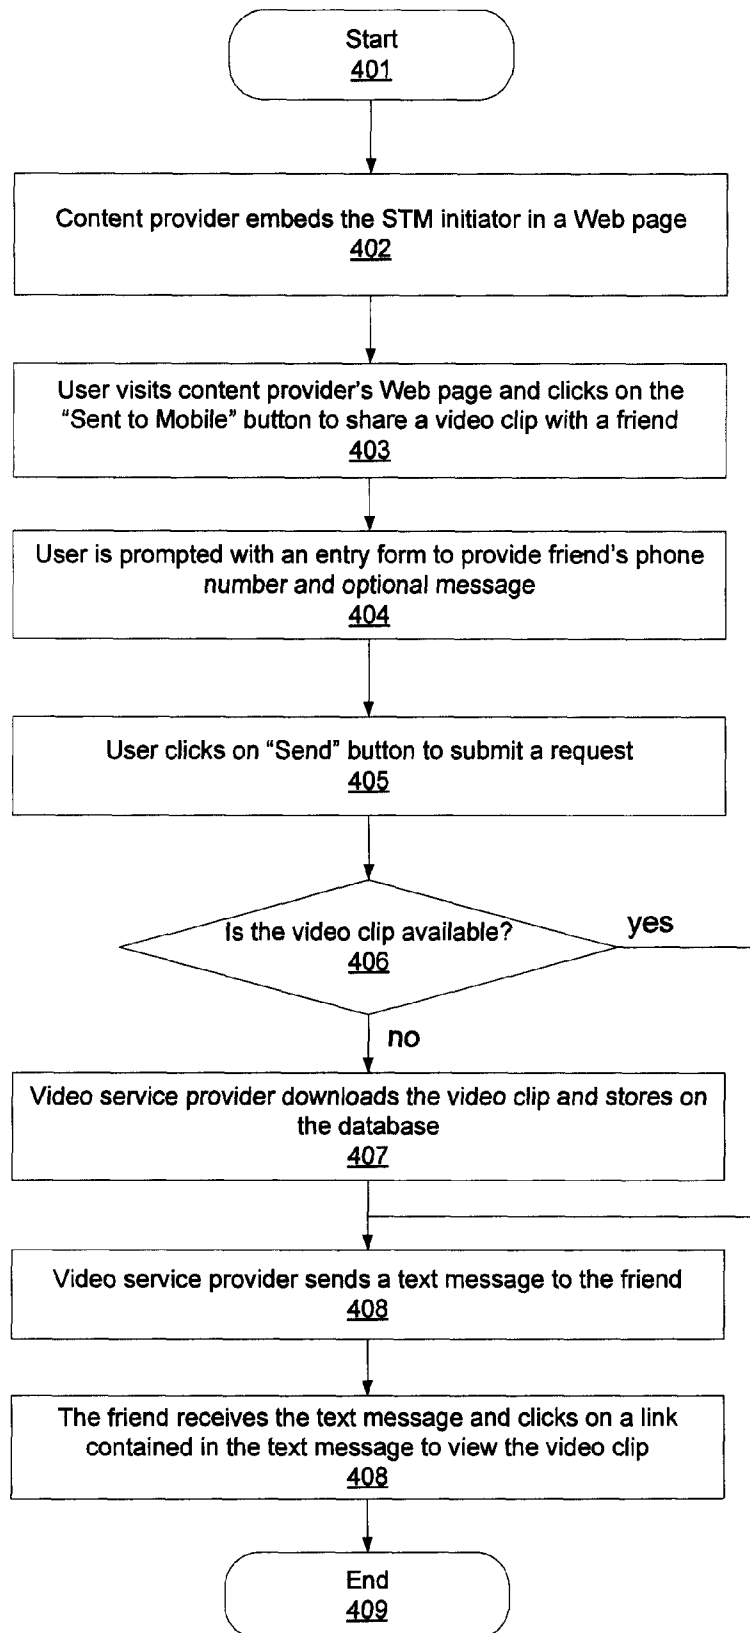 Start
401
Content provider embeds the STM initiator in a Web page
402
User visits content provider's Web page and clicks on the
“Sent to Mobile” button to share a video clip with a friend
403
User is prompted with an entry form to provide friend's phone
number and optional message
404
User clicks on “Send” button to submit a request
405
Is the video clip available?
406
yes
no
Video service provider downloads the video clip and stores on
the database
407
Video service provider sends a text message to the friend
408
The friend receives the text message and clicks on a link
contained in the text message to view the video clip
408
End
409